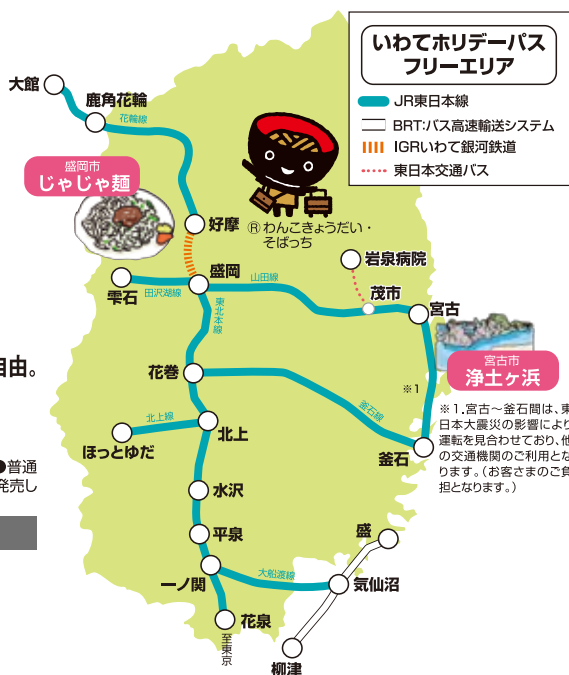 いわてホリデーパス
フリーエリア
JR東日本線
BRT:バス高速輸送システム
IGRいわて銀河鉄道
東日本交通バス
大館
鹿角花輪
花輪線
盛岡市
じゃじゃ麺
Ⓡわんこきょうだい・
そばっち
好摩
岩泉病院
盛岡
山田線
茂市
宮古
雫石
田沢湖線
東北本線
宮古市
浄土ヶ浜
自由。
花巻
※1
釜石線
※1.宮古～釜石間は、東
日本大震災の影響により
運転を見合わせており、他
の交通機関のご利用とな
ります。（お客さまのご負
担となります。）
北上線
北上
ほっとゆだ
釜石
●普通
発売し
水沢
平泉
盛
一ノ関
大船渡線
気仙沼
花泉
至東京
柳津